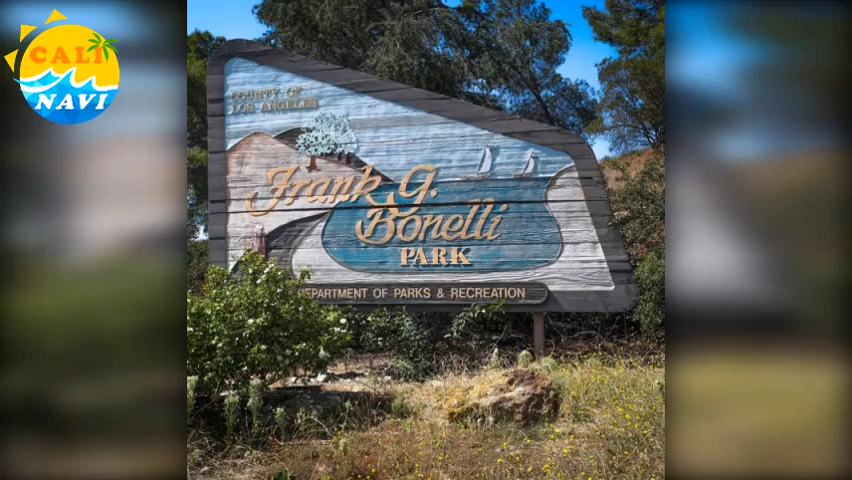 CALI
NAVI
COUNTY OF
LOS ANGELES
Frank G.
Bonelli
PARK
DEPARTMENT OF PARKS & RECREATION